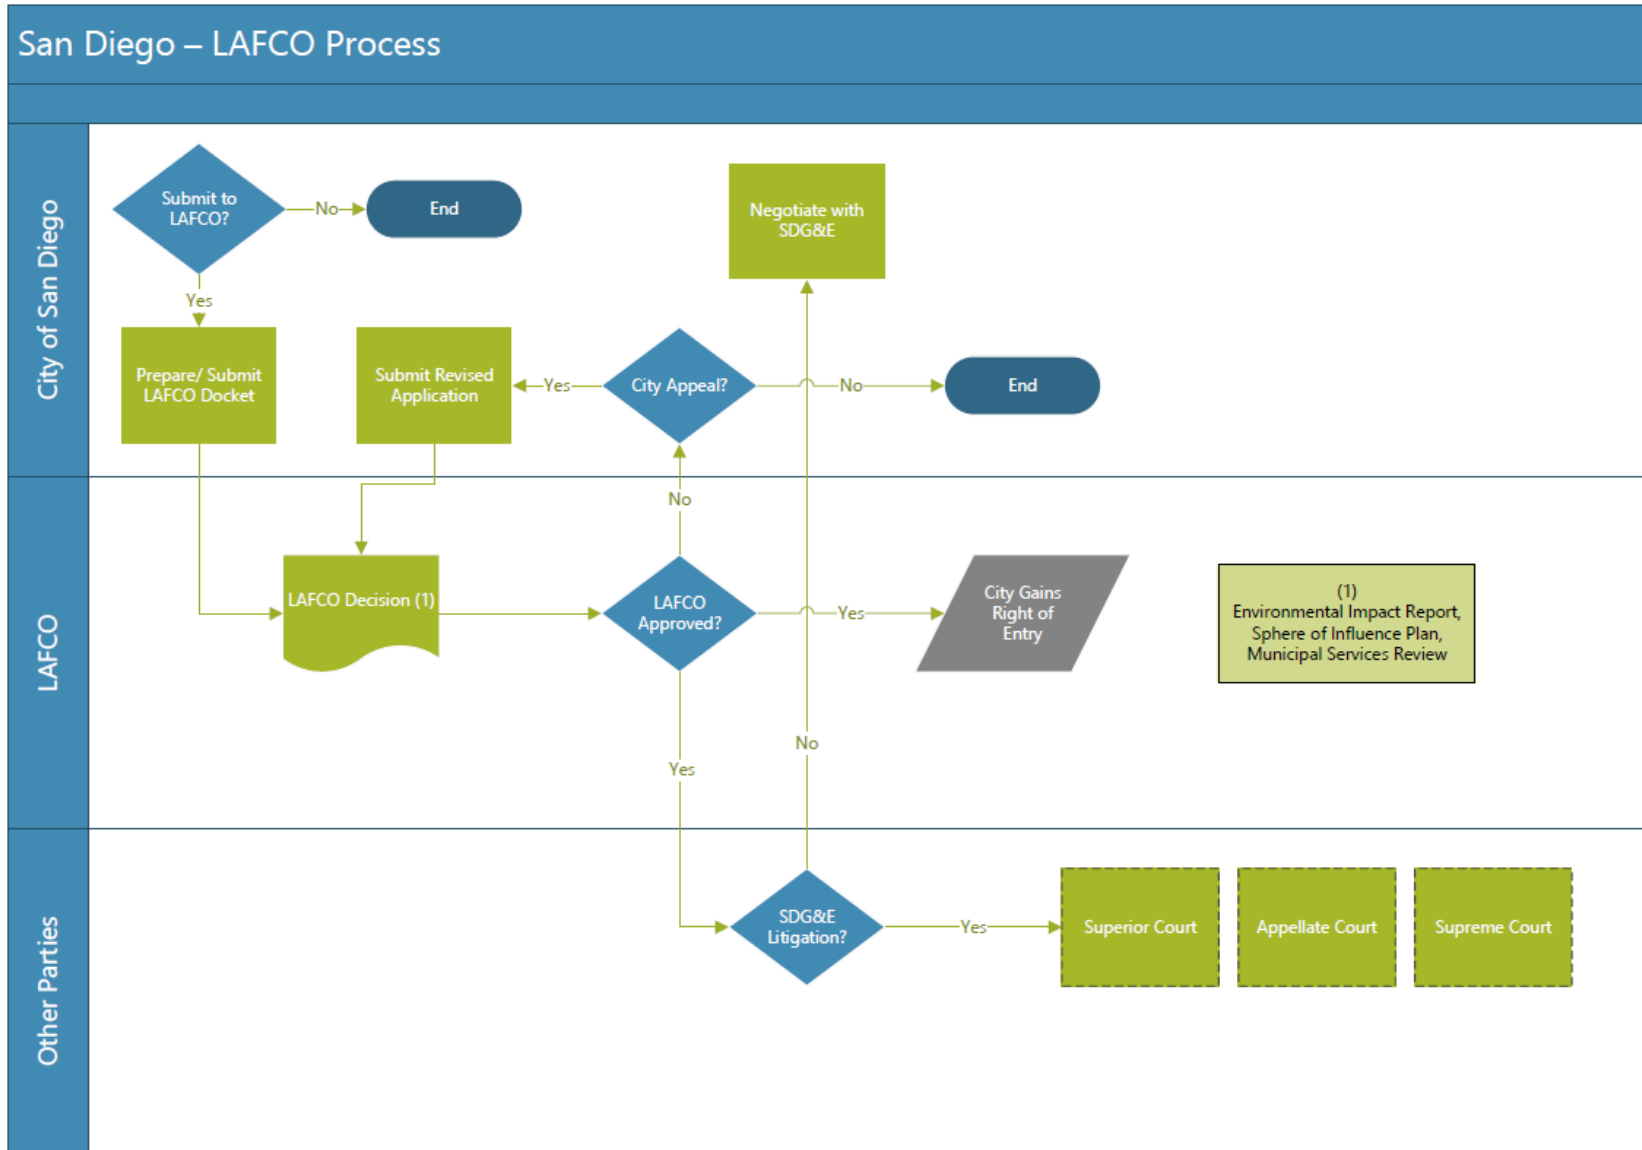 San Diego – LAFCO Process
City of San Diego
Submit to
LAFCO?
No
End
Negotiate with
SDG&E
Yes
Prepare/ Submit
LAFCO Docket
Submit Revised
Application
Yes
City Appeal?
No
End
LAFCO
No
LAFCO Decision (1)
LAFCO
Approved?
Yes
City Gains
Right of
Entry
(1)
Environmental Impact Report,
Sphere of Influence Plan,
Municipal Services Review
No
Yes
Other Parties
SDG&E
Litigation?
Yes
Superior Court
Appellate Court
Supreme Court